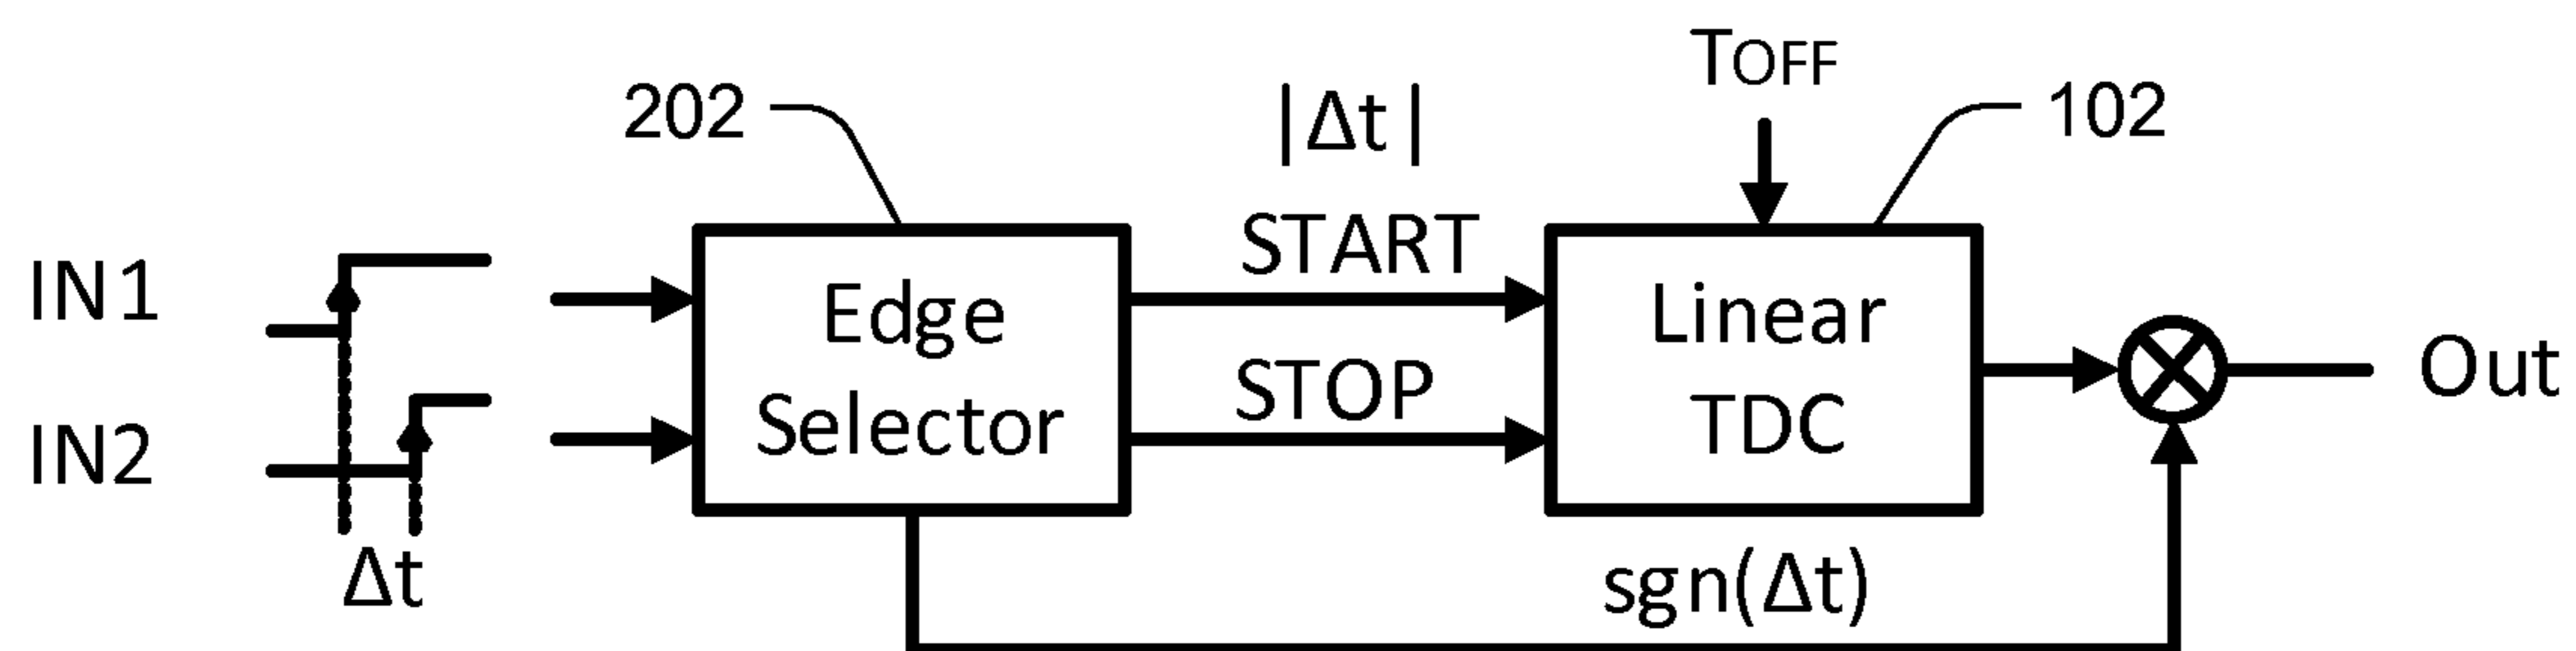 202
|Δt|
TOFF
102
IN1
IN2
Δt
Edge
Selector
START
STOP
Linear
TDC
sgn(Δt)
Out